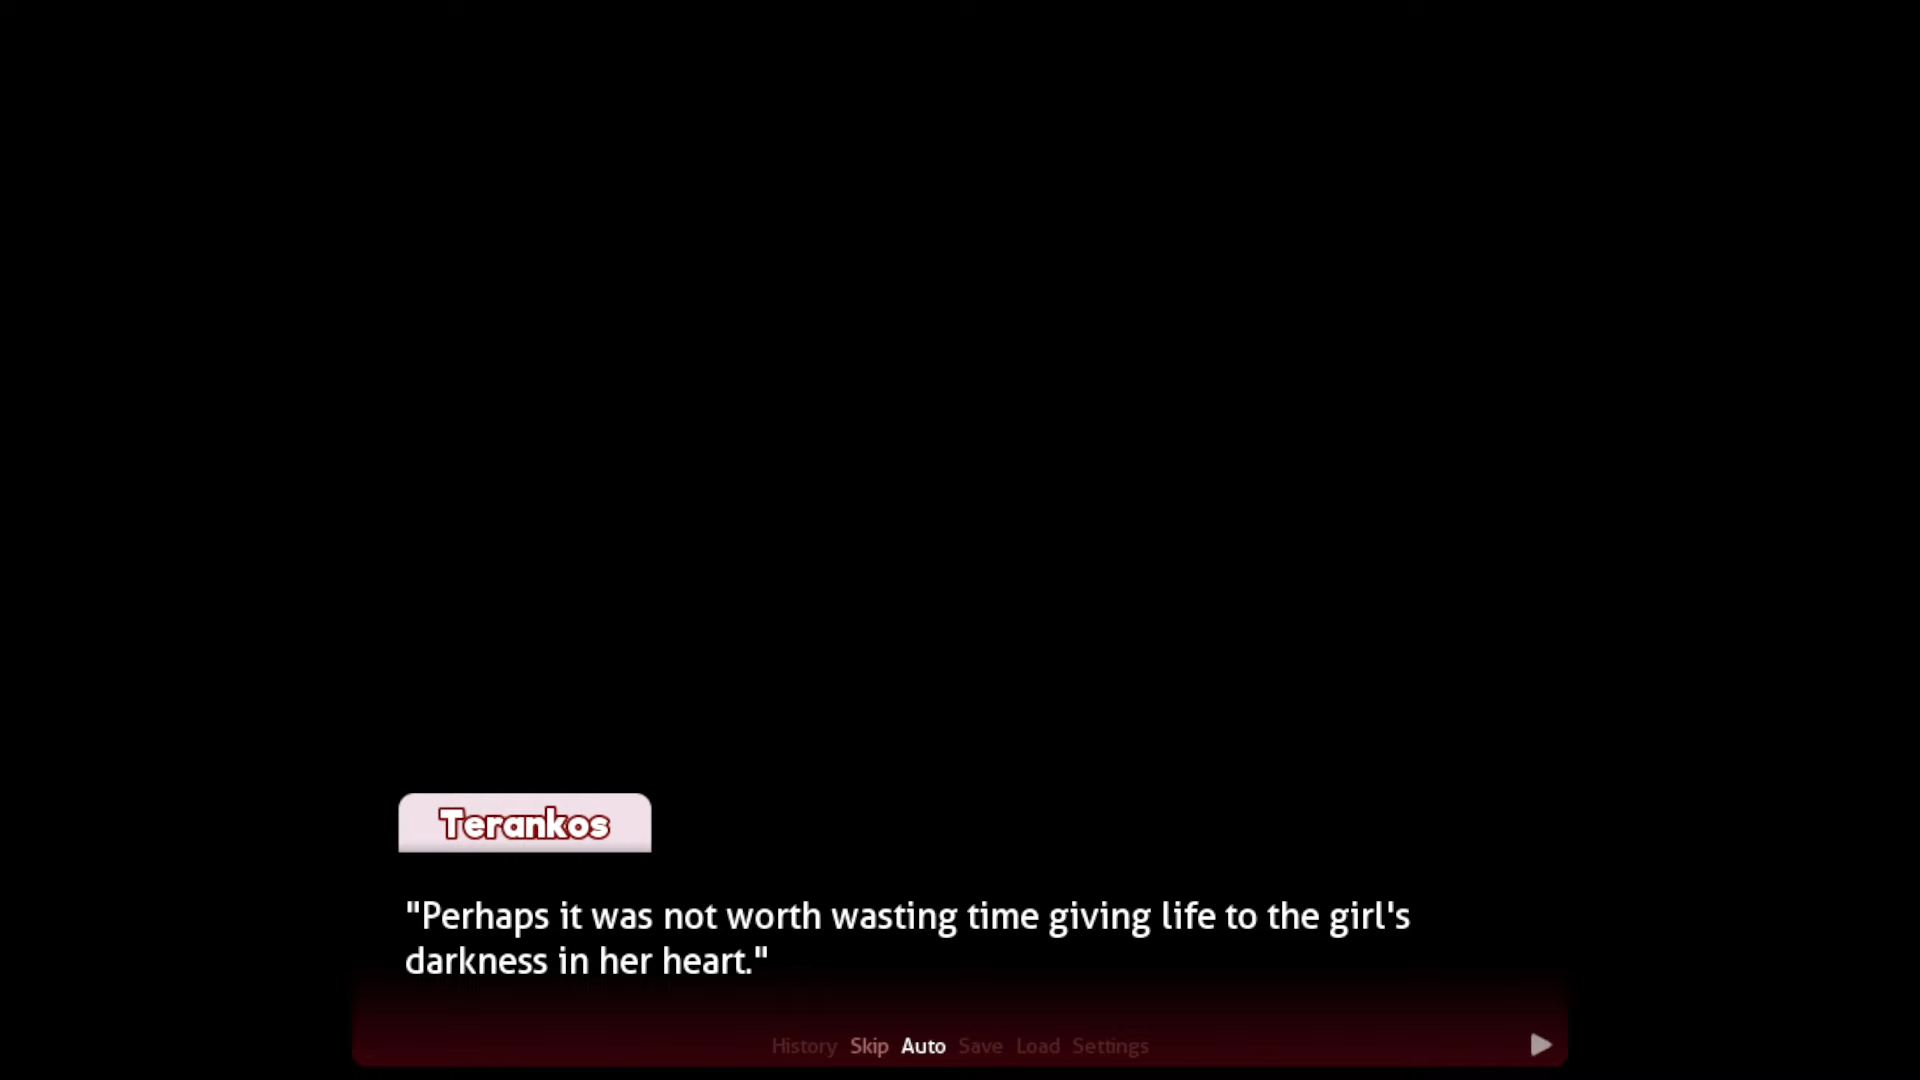 Terankos
"Perhaps it was not worth wasting time giving life to the girl's
darkness in her heart."
History Skip Auto Save Load Settings